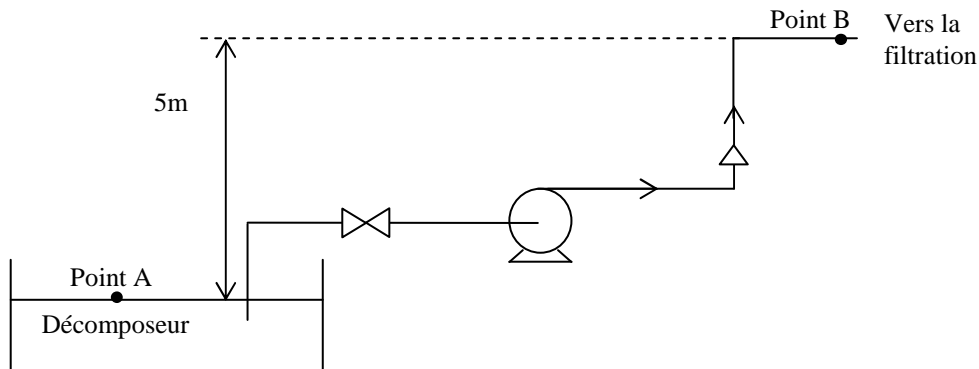 Point B
Vers la
filtration
5m
Point A
Décomposeur